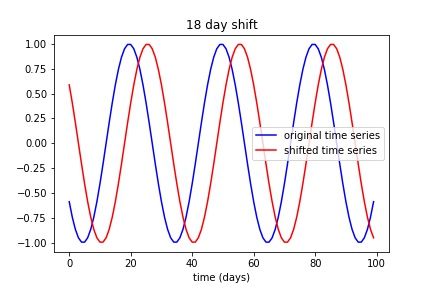 18 day shift
1.00
0.75
0.50
0.25
0.00
−0.25
−0.50
−0.75
−1.00
original time series
shifted time series
0 20 40 60 80 100
time (days)